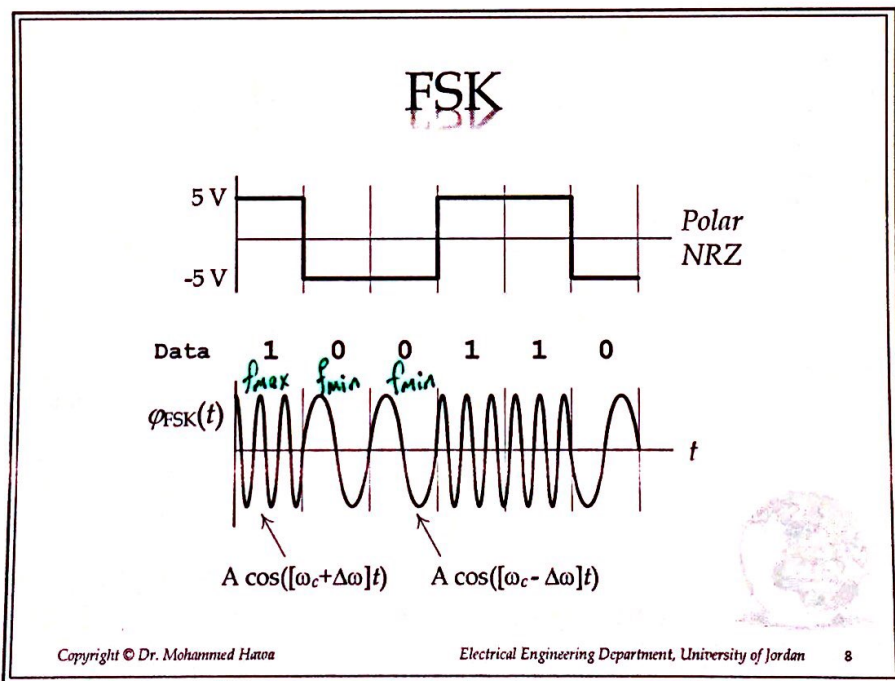 FSK
5 V
-5 V
Polar
NRZ
Data 1 0 0 1 1 0
fmax fmin fmin
φFSK(t)
t
A cos([ωc+Δω]t) A cos([ωc- Δω]t)
Copyright © Dr. Mohammed Hawa Electrical Engineering Department, University of Jordan 8